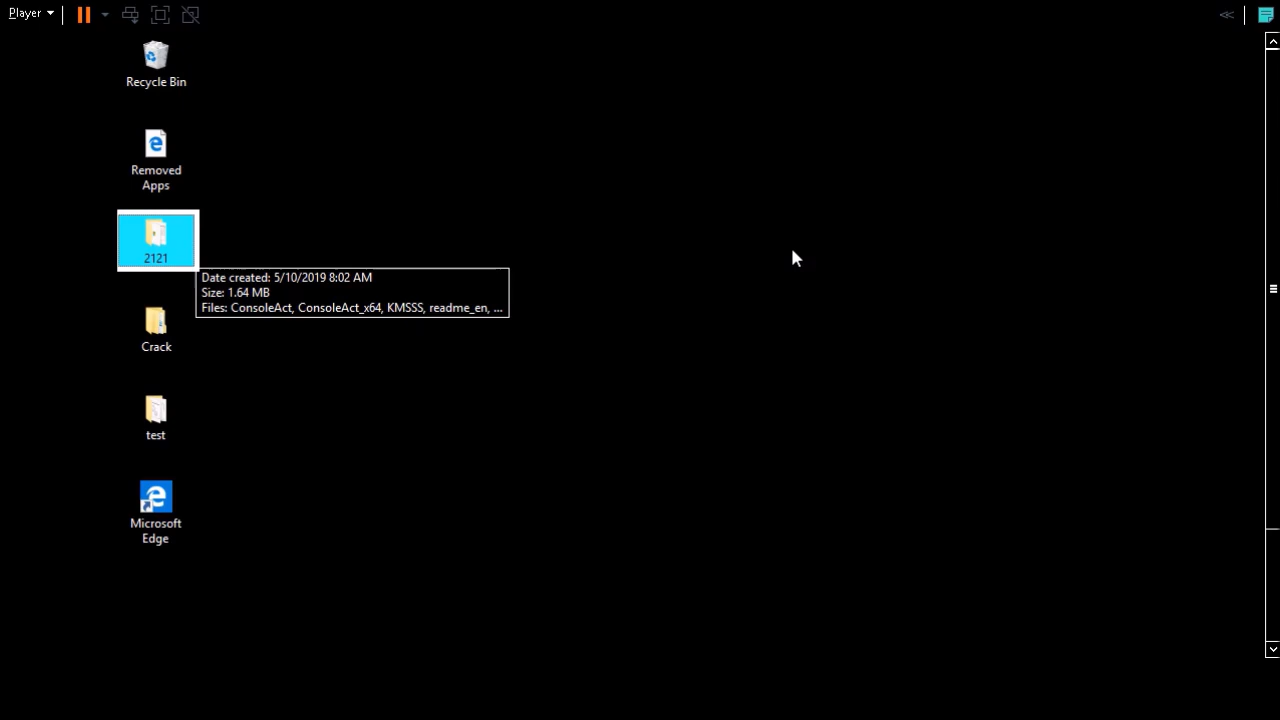 Player
Recycle Bin
Removed
Apps
2121
Date created: 5/10/2019 8:02 AM
Size: 1.64 MB
Files: ConsoleAct, ConsoleAct_x64, KMSSS, readme_en, ...
Crack
test
Microsoft
Edge